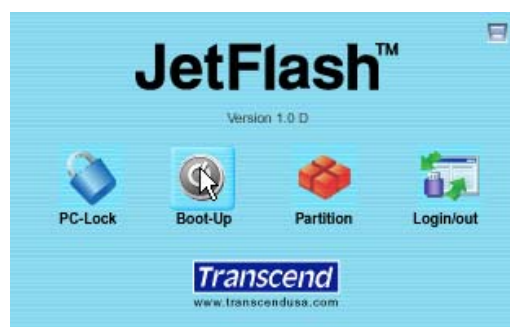 JetFlash™
Version 1.0 D
PC-Lock Boot-Up Partition Login/out
Transcend
www.transcendusa.com